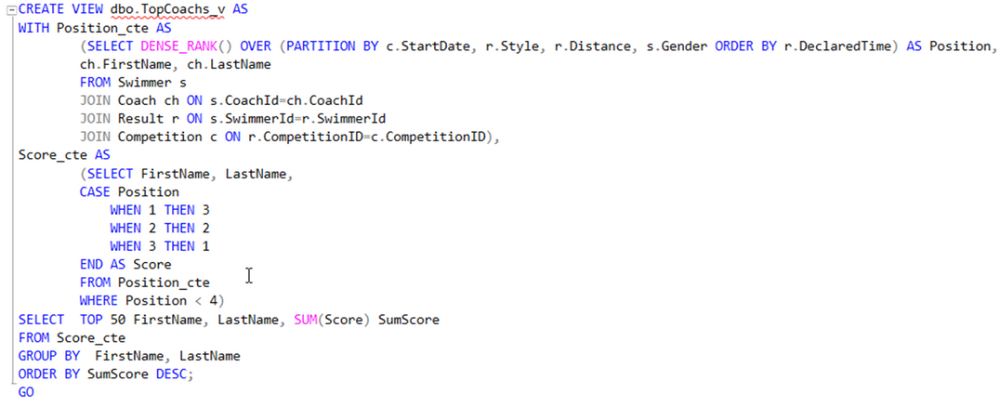 CREATE VIEW dbo.TopCoachs_v AS
WITH Position_cte AS
(SELECT DENSE_RANK() OVER (PARTITION BY c.StartDate, r.Style, r.Distance, s.Gender ORDER BY r.DeclaredTime) AS Position,
ch.FirstName, ch.LastName
FROM Swimmer s
JOIN Coach ch ON s.CoachId=ch.CoachId
JOIN Result r ON s.SwimmerId=r.SwimmerId
JOIN Competition c ON r.CompetitionID=c.CompetitionID),
Score_cte AS
(SELECT FirstName, LastName,
CASE Position
WHEN 1 THEN 3
WHEN 2 THEN 2
WHEN 3 THEN 1
END AS Score
FROM Position_cte
WHERE Position < 4)
SELECT  TOP 50 FirstName, LastName, SUM(Score) SumScore
FROM Score_cte
GROUP BY  FirstName, LastName
ORDER BY SumScore DESC;
GO